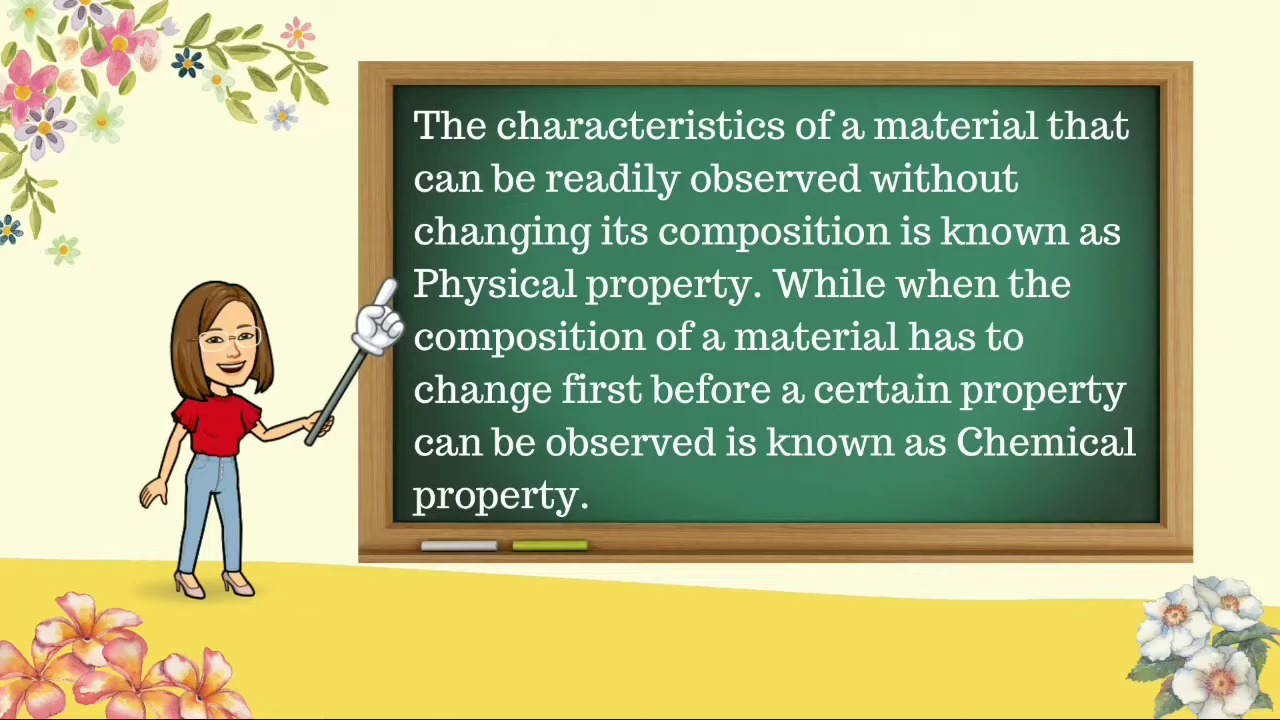 The characteristics of a material that
can be readily observed without
changing its composition is known as
Physical property. While when the
composition of a material has to
change first before a certain property
can be observed is known as Chemical
property.